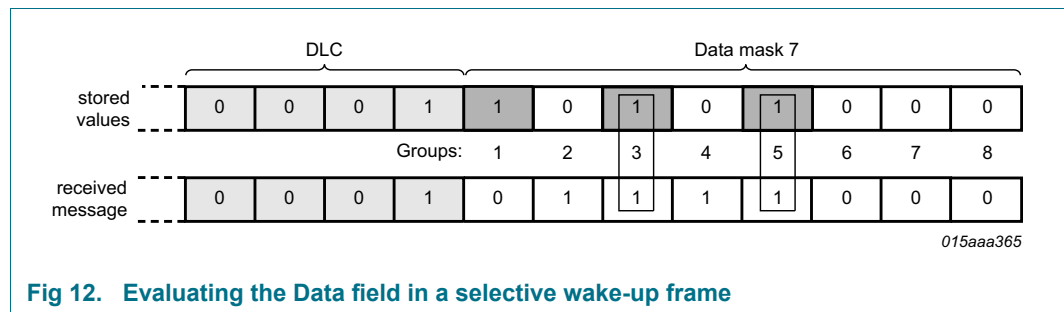 DLC Data mask 7
stored values 0 0 0 1 1 0 1 0 1 0 0 0
Groups: 1 2 3 4 5 6 7 8
received message 0 0 0 1 0 1 1 1 1 0 0 0
015aaa365
Fig 12. Evaluating the Data field in a selective wake-up frame